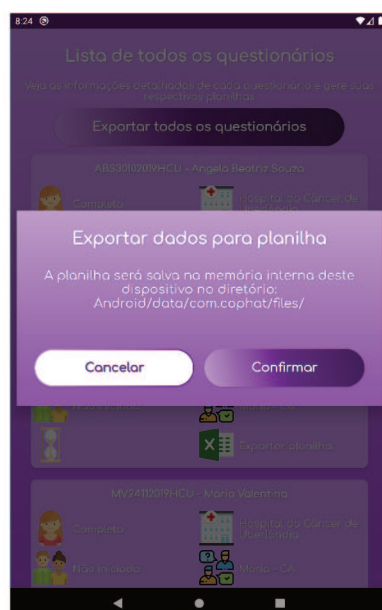 8:24
Lista de todos os questionários
Veja as informações detalhadas de cada questionário e gere suas
respectivas planilhas
Exportar todos os questionários
ABS30102019HCU - Angela Beatriz Souza
Completo
Hospital do Câncer de
Uberlândia
Exportar dados para planilha
A planilha será salva na memória interna deste
dispositivo no diretório:
Android/data/com.cophat/files/
Cancelar
Confirmar
Exportar planilha
MV24112019HCU - Maria Valentina
Completo
Hospital do Câncer de
Uberlândia
Não iniciado
Maria - CA